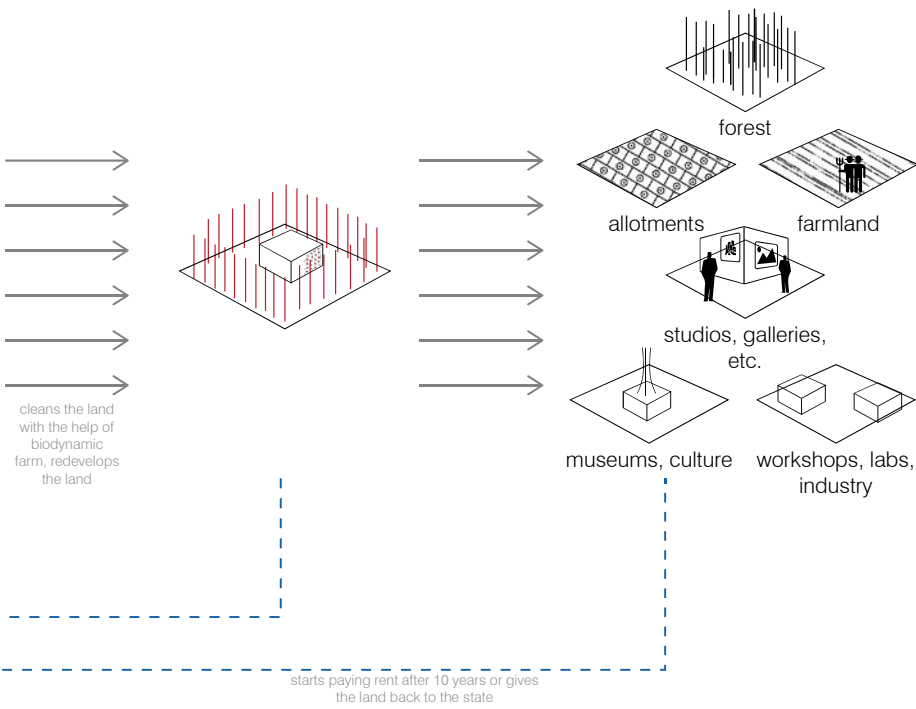 forest
allotments
farmland
studios, galleries,
etc.
museums, culture
workshops, labs,
industry
cleans the land
with the help of
biodynamic
farm, redevelops
the land
starts paying rent after 10 years or gives
the land back to the state